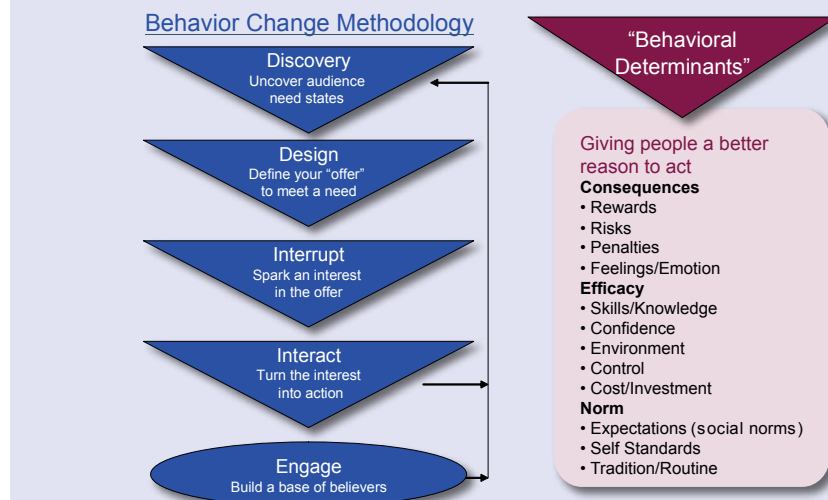 Behavior Change Methodology
Discovery
Uncover audience
need states
Design
Define your “offer”
to meet a need
Interrupt
Spark an interest
in the offer
Interact
Turn the interest
into action
Engage
Build a base of believers
“Behavioral
Determinants”
Giving people a better
reason to act
Consequences
• Rewards
• Risks
• Penalties
• Feelings/Emotion
Efficacy
• Skills/Knowledge
• Confidence
• Environment
• Control
• Cost/Investment
Norm
• Expectations (social norms)
• Self Standards
• Tradition/Routine